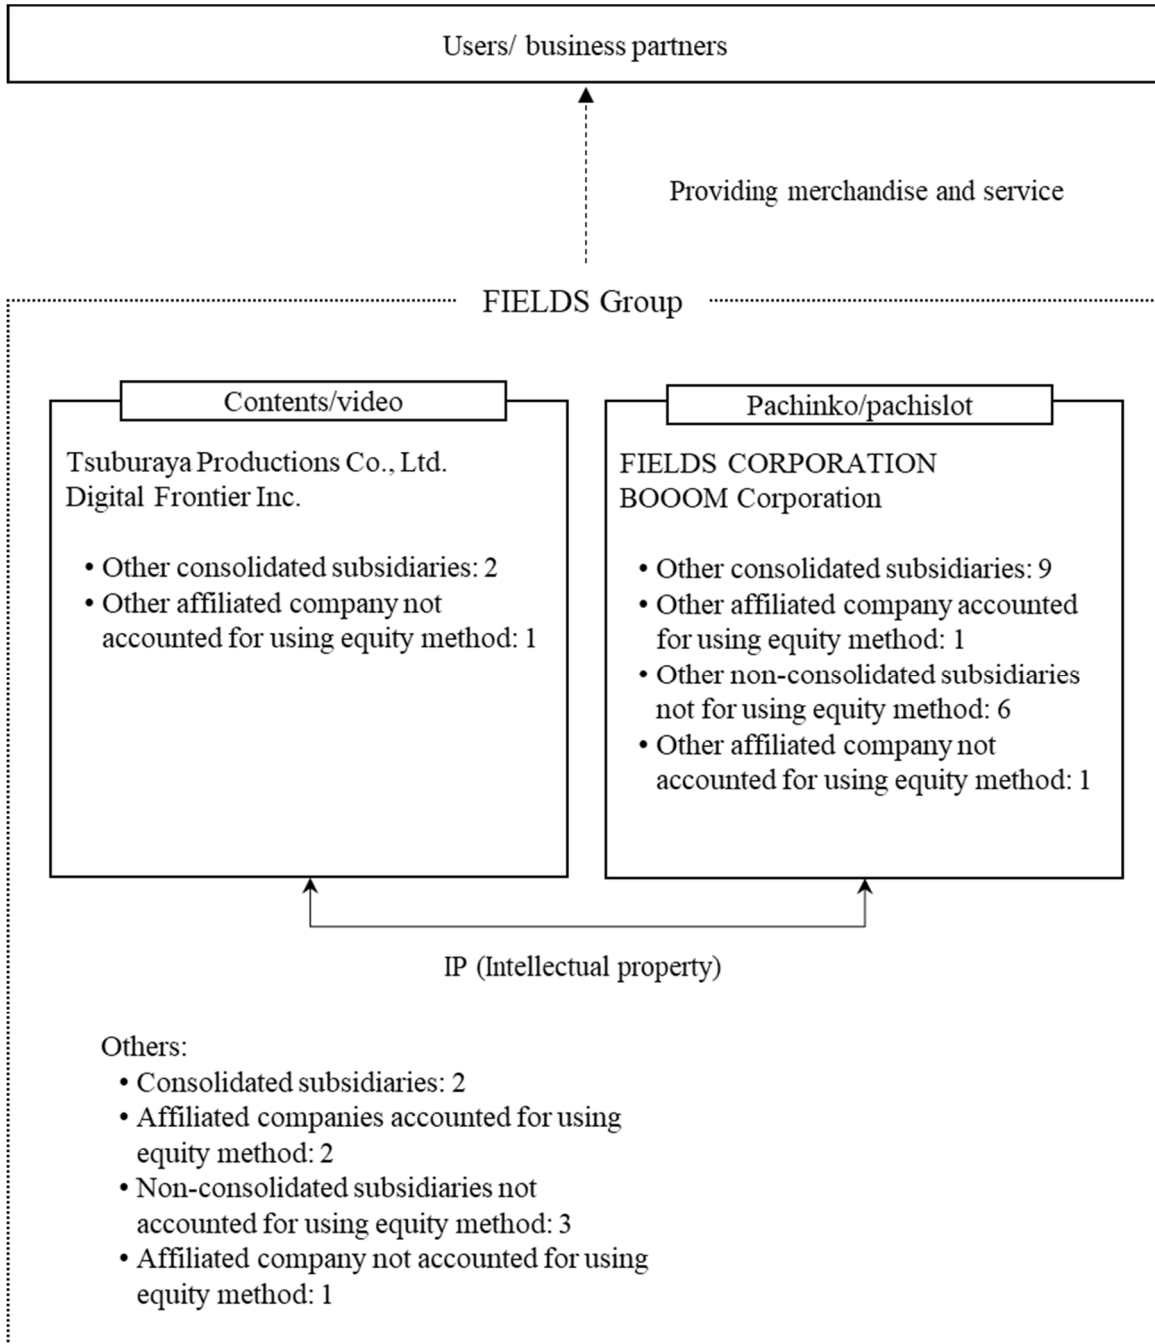 Users/ business partners
Providing merchandise and service
FIELDS Group
Contents/video
Tsuburaya Productions Co., Ltd.
Digital Frontier Inc.
• Other consolidated subsidiaries: 2
• Other affiliated company not
accounted for using equity method: 1
Pachinko/pachislot
FIELDS CORPORATION
BOOOM Corporation
• Other consolidated subsidiaries: 9
• Other affiliated company accounted
for using equity method: 1
• Other non-consolidated subsidiaries
not for using equity method: 6
• Other affiliated company not
accounted for using equity method: 1
IP (Intellectual property)
Others:
• Consolidated subsidiaries: 2
• Affiliated companies accounted for using
equity method: 2
• Non-consolidated subsidiaries not
accounted for using equity method: 3
• Affiliated company not accounted for using
equity method: 1